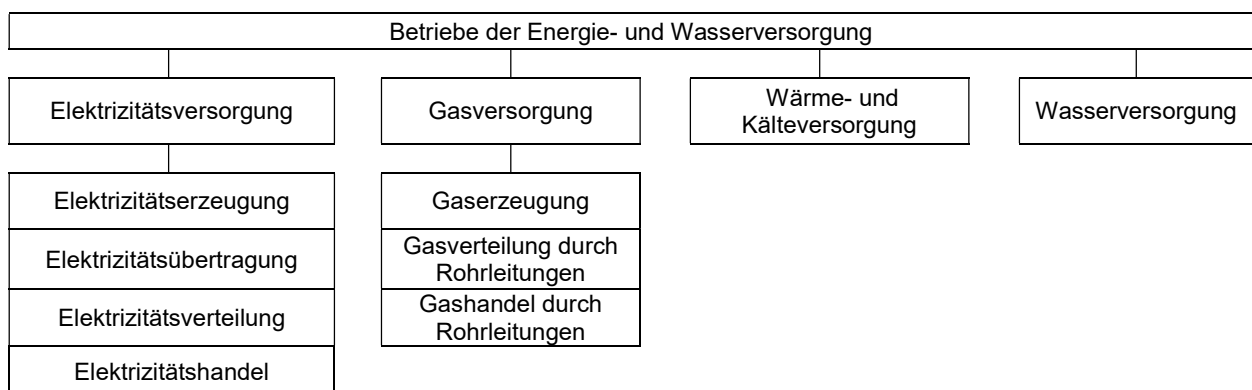 Betriebe der Energie- und Wasserversorgung
Elektrizitätsversorgung
Gasversorgung
Wärme- und
Kälteversorgung
Wasserversorgung
Elektrizitätserzeugung
Elektrizitätsübertragung
Elektrizitätsverteilung
Elektrizitätshandel
Gaserzeugung
Gasverteilung durch
Rohrleitungen
Gashandel durch
Rohrleitungen